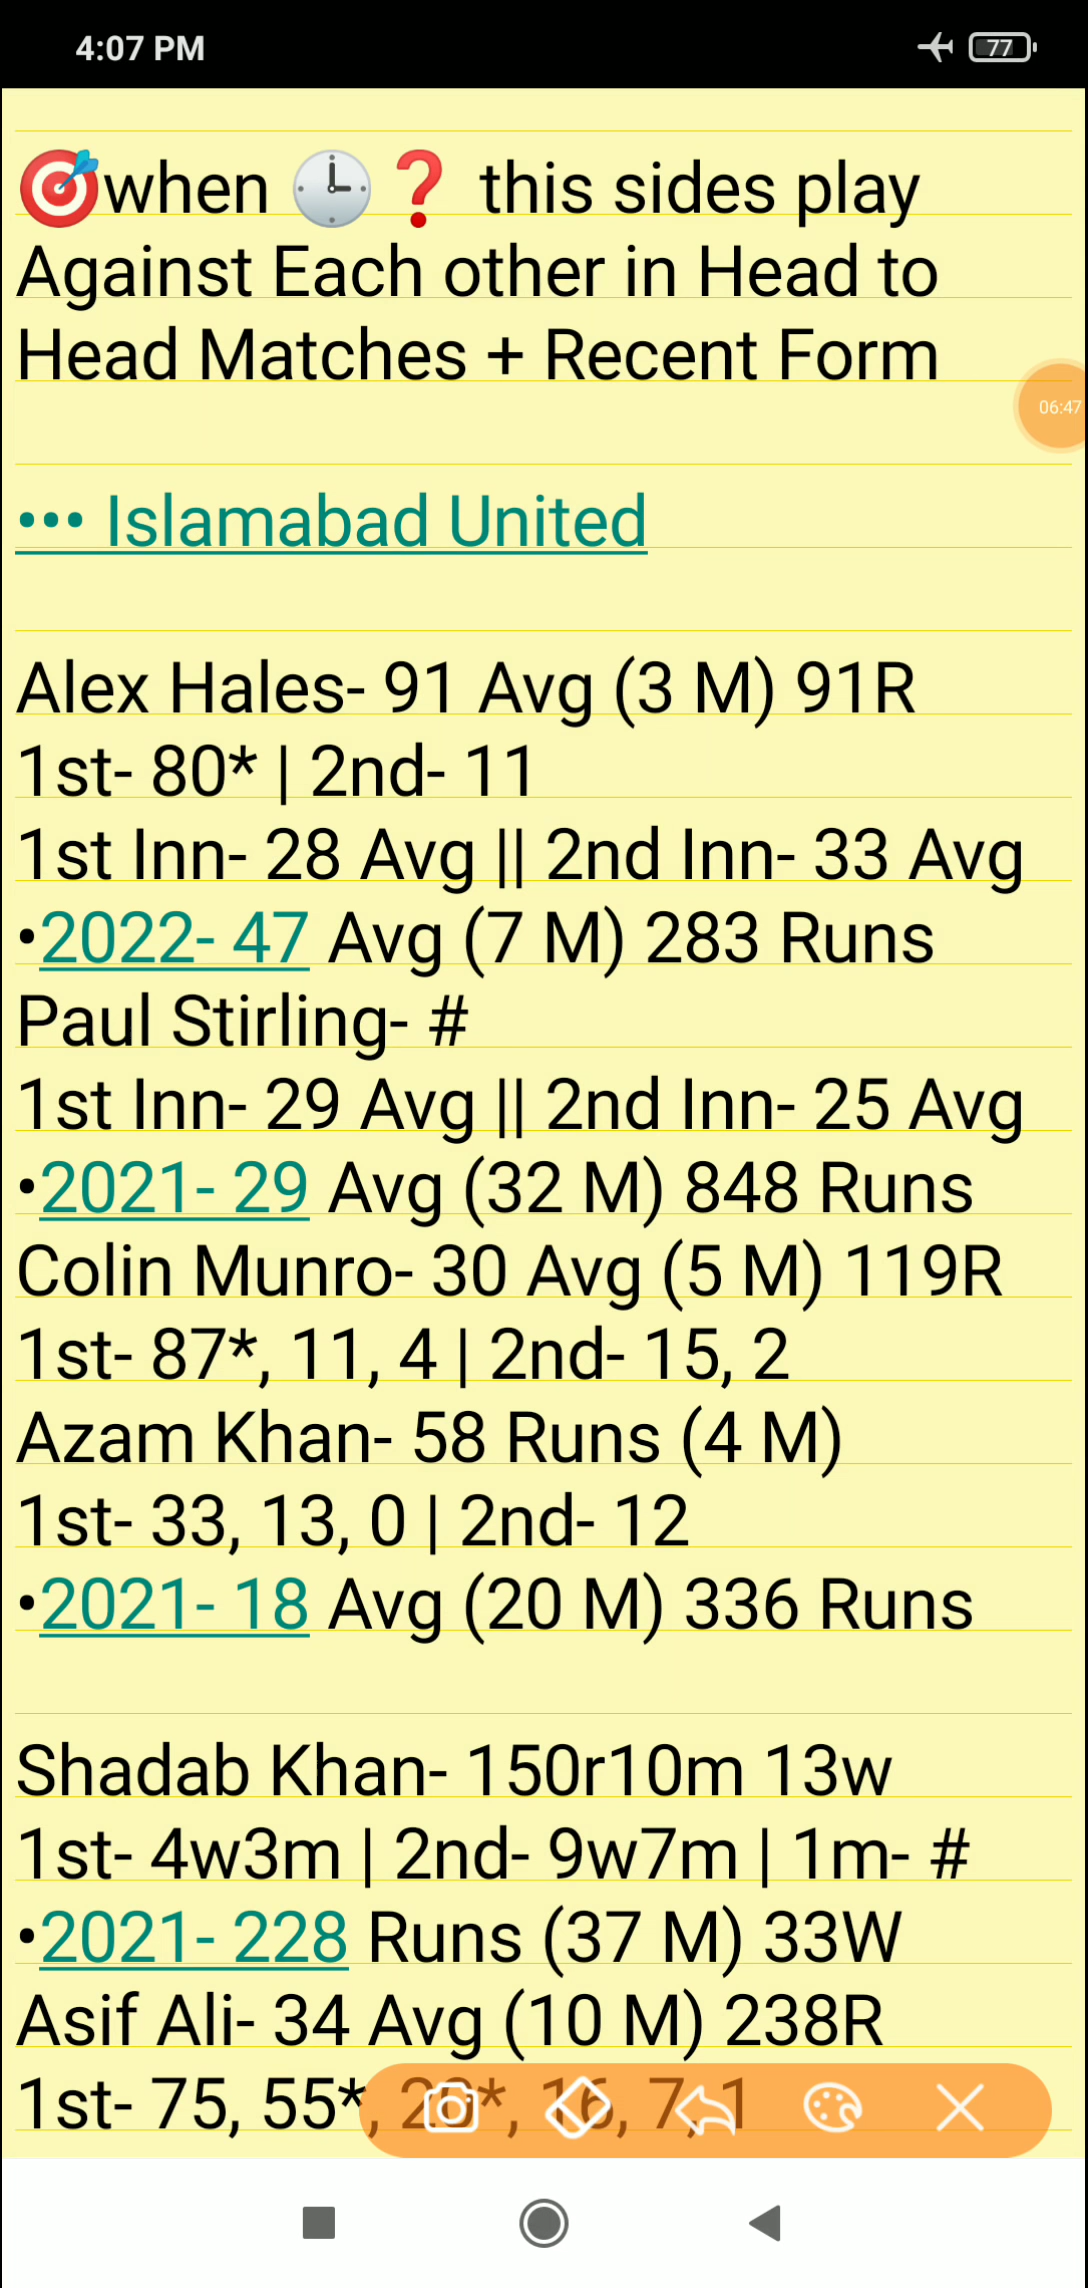 4:07 PM
77
🎯when 🕒❓ this sides play
Against Each other in Head to
Head Matches + Recent Form
06:47
••• Islamabad United
Alex Hales- 91 Avg (3 M) 91R
1st- 80* | 2nd- 11
1st Inn- 28 Avg || 2nd Inn- 33 Avg
•2022- 47 Avg (7 M) 283 Runs
Paul Stirling- #
1st Inn- 29 Avg || 2nd Inn- 25 Avg
•2021- 29 Avg (32 M) 848 Runs
Colin Munro- 30 Avg (5 M) 119R
1st- 87*, 11, 4 | 2nd- 15, 2
Azam Khan- 58 Runs (4 M)
1st- 33, 13, 0 | 2nd- 12
•2021- 18 Avg (20 M) 336 Runs
Shadab Khan- 150r10m 13w
1st- 4w3m | 2nd- 9w7m | 1m- #
•2021- 228 Runs (37 M) 33W
Asif Ali- 34 Avg (10 M) 238R
1st- 75, 55*, 16, 7, 1